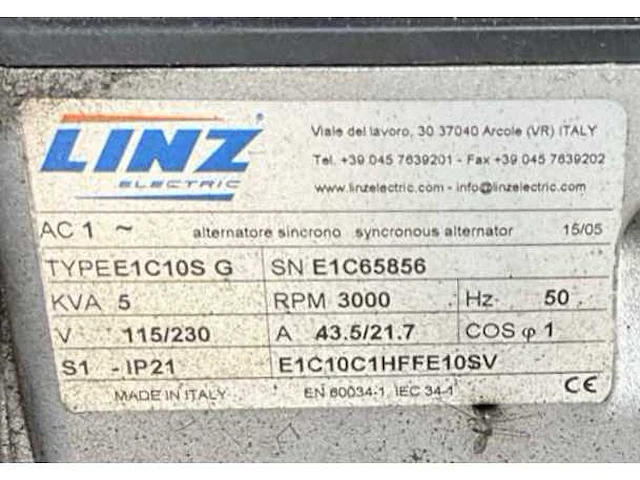 LINZ ®
ELECTRIC
Viale del lavoro, 30 37040 Arcole (VR) ITALY
Tel. +39 045 7639201 - Fax +39 045 7639202
www.linzelectric.com - info@linzelectric.com
AC 1 ~ alternatore sincrono syncronous alternator 15/05
TYPE E1C10S G SN E1C65856
KVA 5 RPM 3000 Hz 50
V 115/230 A 43.5/21.7 COS φ 1
S1 - IP21 E1C10C1HFFE10SV
MADE IN ITALY EN 60034-1, IEC 34-1 CE